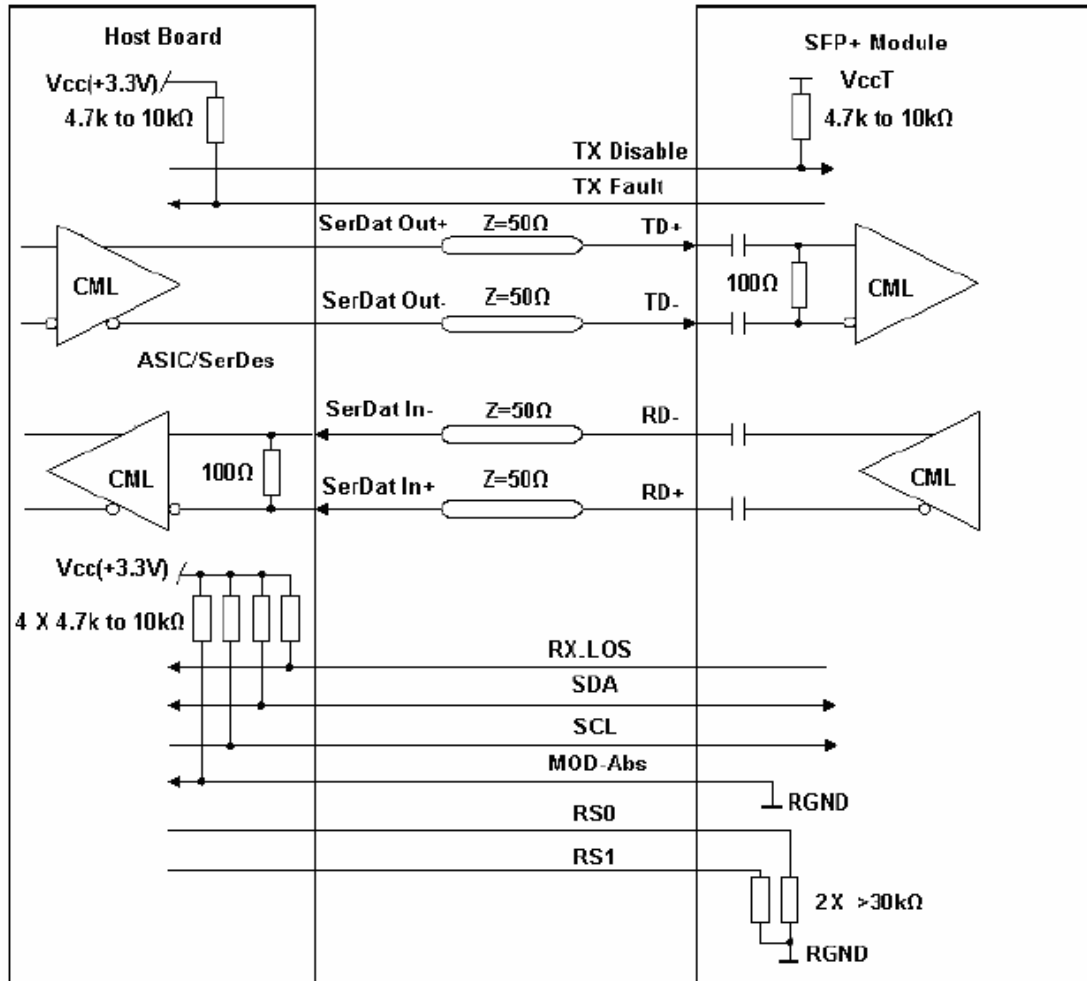 Host Board
SFP+ Module
Vcc(+3.3V)
4.7k to 10kΩ
VccT
4.7k to 10kΩ
TX Disable
TX Fault
SerDat Out+
Z=50Ω
TD+
CML
100Ω
CML
SerDat Out-
Z=50Ω
TD-
ASIC/SerDes
SerDat In-
Z=50Ω
RD-
CML
100Ω
CML
SerDat In+
Z=50Ω
RD+
Vcc(+3.3V)
4 X 4.7k to 10kΩ
RX_LOS
SDA
SCL
MOD-Abs
RGND
RS0
RS1
2X >30kΩ
RGND